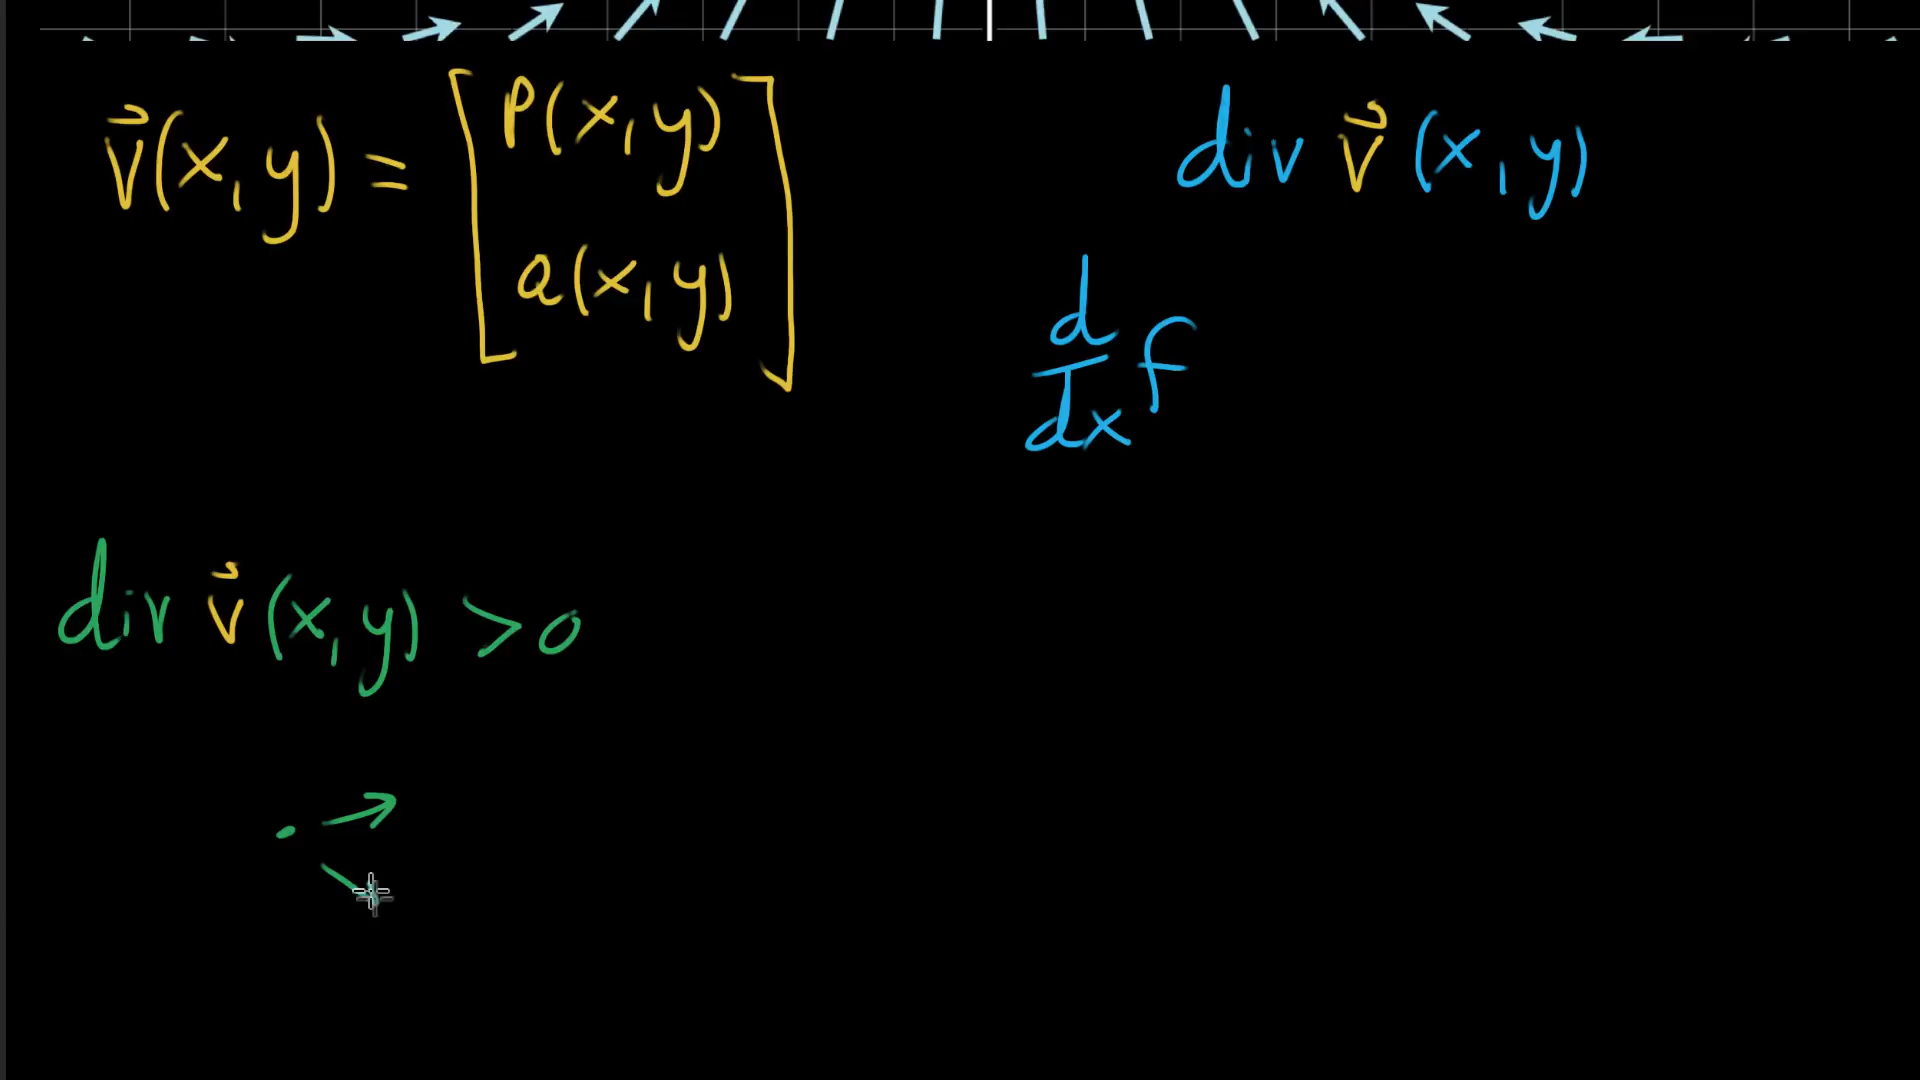 v⃗(x,y) = [P(x,y)
Q(x,y)]
div v⃗(x,y)
d/dx f
div v⃗(x,y) >0